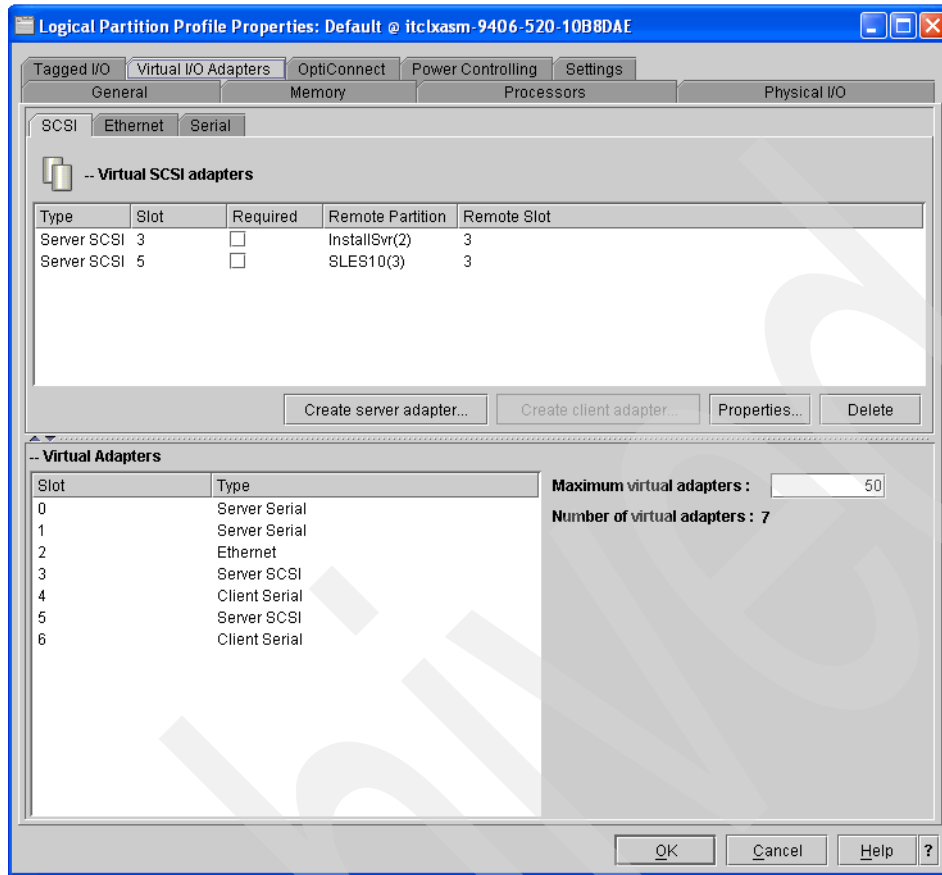 Logical Partition Profile Properties: Default @ itclxasm-9406-520-10B8DAE
Tagged I/O Virtual I/O Adapters OptiConnect Power Controlling Settings
General Memory Processors Physical I/O
SCSI Ethernet Serial
-- Virtual SCSI adapters
Type Slot Required Remote Partition Remote Slot
Server SCSI 3 InstallSvr(2) 3
Server SCSI 5 SLES10(3) 3
Create server adapter... Create client adapter... Properties... Delete
-- Virtual Adapters
Slot Type
Maximum virtual adapters : 50
Number of virtual adapters : 7
0 Server Serial
1 Server Serial
2 Ethernet
3 Server SCSI
4 Client Serial
5 Server SCSI
6 Client Serial
OK Cancel Help ?